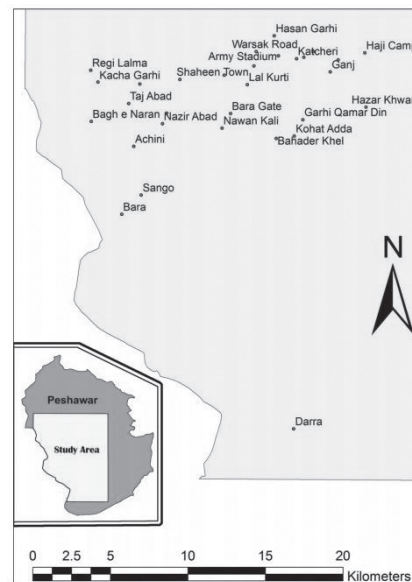 Hasan Garhi
Warsak Road
Army Stadium
Katcheri
Haji Camp
Regi Lalma
Ganj
Kacha Garhi
Shaheen Town
Lal Kurti
Taj Abad
Hazar Khwa
Bara Gate
Bagh e Naran
Nazir Abad
Garhi Qamar Din
Nawan Kali
Kohat Adda
Banader Khel
Achini
Sango
Bara
N
Peshawar
Study Area
Darra
0 2.5 5 10 15 20
Kilometers